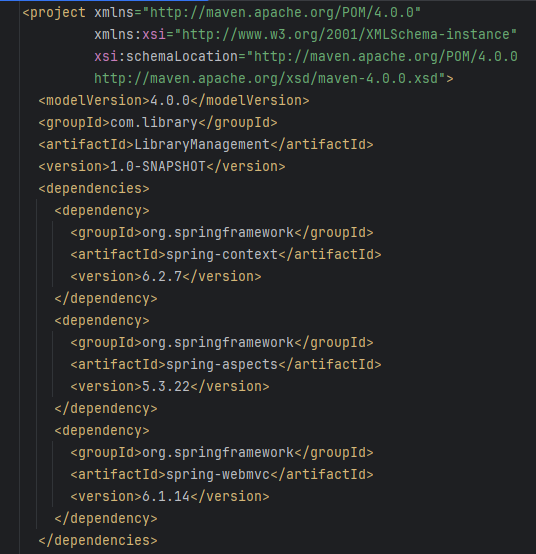 <project xmlns="http://maven.apache.org/POM/4.0.0"
xmlns:xsi="http://www.w3.org/2001/XMLSchema-instance"
xsi:schemaLocation="http://maven.apache.org/POM/4.0.0
http://maven.apache.org/xsd/maven-4.0.0.xsd">
<modelVersion>4.0.0</modelVersion>
<groupId>com.library</groupId>
<artifactId>LibraryManagement</artifactId>
<version>1.0-SNAPSHOT</version>
<dependencies>
<dependency>
<groupId>org.springframework</groupId>
<artifactId>spring-context</artifactId>
<version>6.2.7</version>
</dependency>
<dependency>
<groupId>org.springframework</groupId>
<artifactId>spring-aspects</artifactId>
<version>5.3.22</version>
</dependency>
<dependency>
<groupId>org.springframework</groupId>
<artifactId>spring-webmvc</artifactId>
<version>6.1.14</version>
</dependency>
</dependencies>